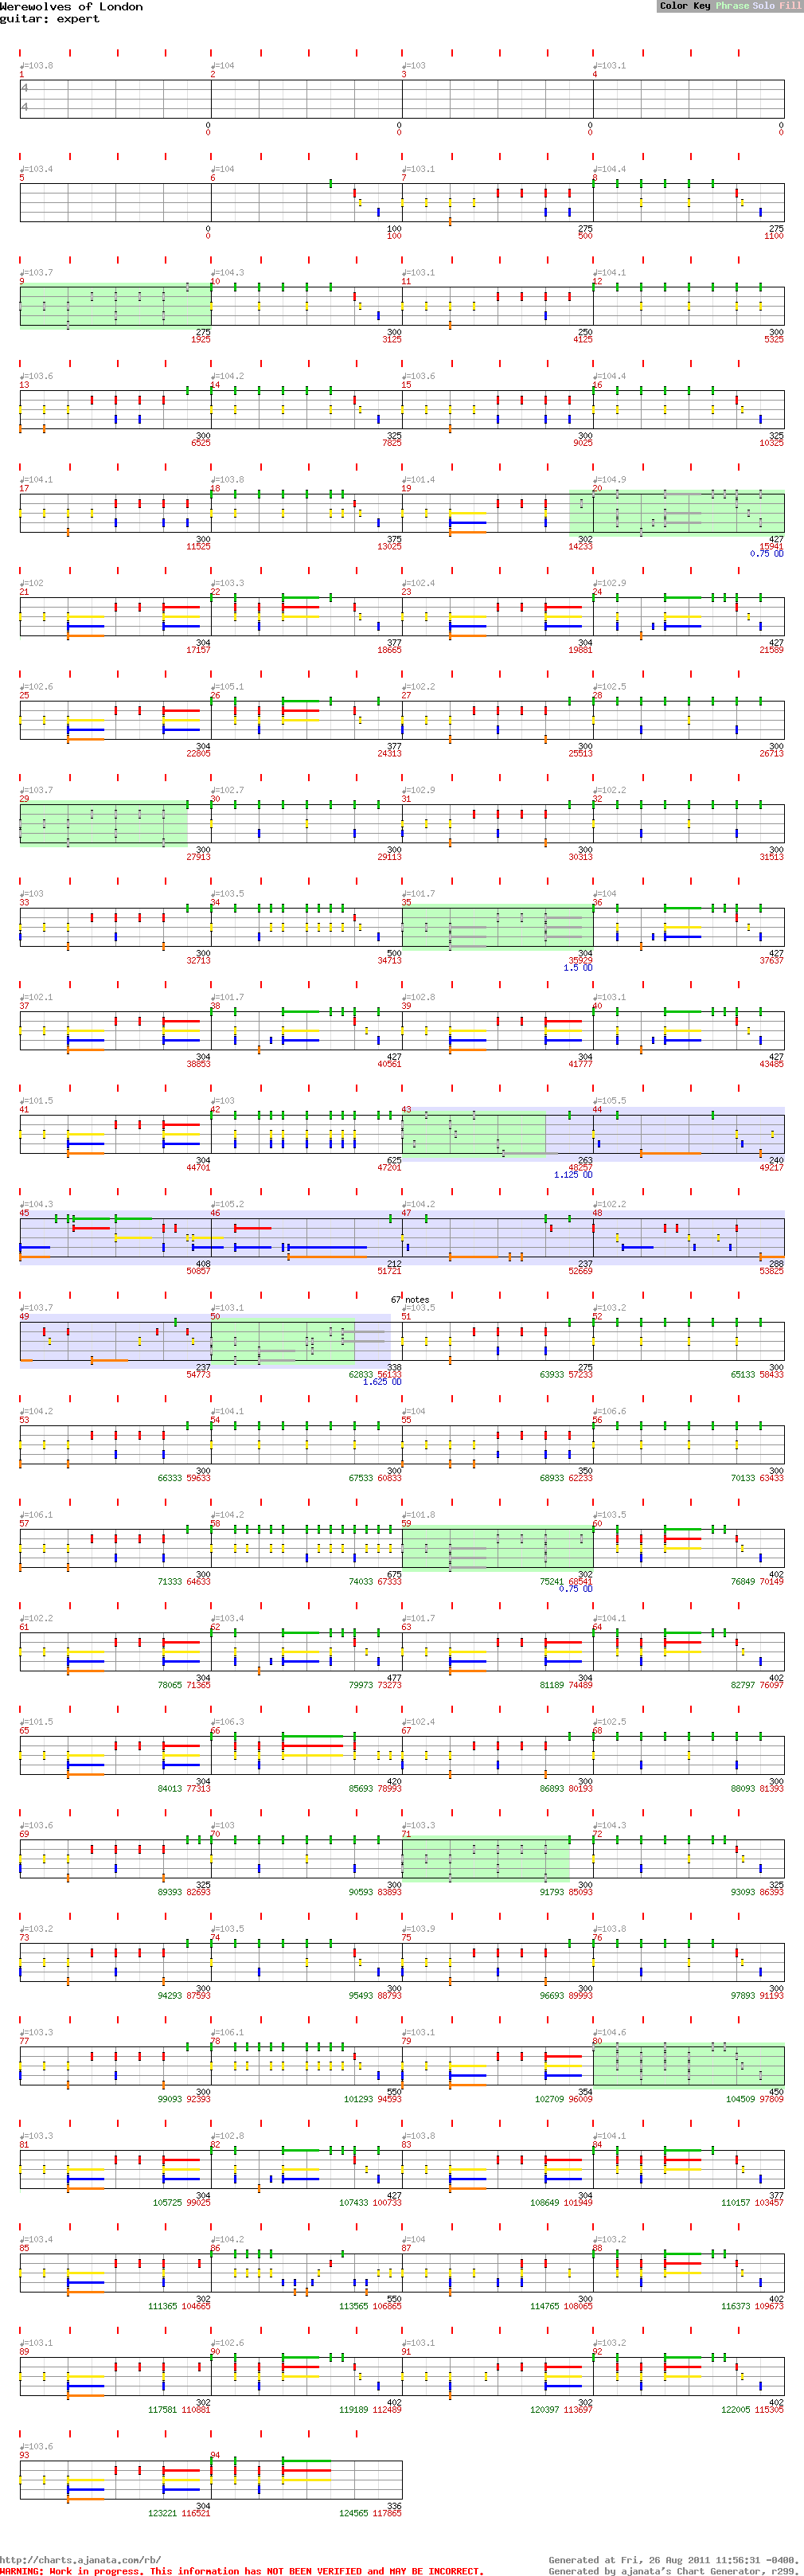 Werewolves of London
Color Key Phrase Solo Fill
guitar: expert
♩=103.8 ♩=104 ♩=103 ♩=103.1
1 2 3 4
4
4
0 0 0 0
0 0 0 0
♩=103.4 ♩=104 ♩=103.1 ♩=104.4
5 6 7 8
0 100 275 275
0 100 500 1100
♩=103.7 ♩=104.3 ♩=103.1 ♩=104.1
9 10 11 12
275 300 250 300
1925 3125 4125 5325
♩=103.6 ♩=104.2 ♩=103.6 ♩=104.4
13 14 15 16
300 325 300 325
6525 7825 9025 10325
♩=104.1 ♩=103.8 ♩=101.4 ♩=104.9
17 18 19 20
300 375 302 427
11525 13025 14233 15941
0.75 OD
♩=102 ♩=103.3 ♩=102.4 ♩=102.9
21 22 23 24
304 377 304 427
17157 18665 19881 21589
♩=102.6 ♩=105.1 ♩=102.2 ♩=102.5
25 26 27 28
304 377 300 300
22805 24313 25513 26713
♩=103.7 ♩=102.7 ♩=102.9 ♩=102.2
29 30 31 32
300 300 300 300
27913 29113 30313 31513
♩=103 ♩=103.5 ♩=101.7 ♩=104
33 34 35 36
300 500 304 427
32713 34713 35929 37637
1.5 OD
♩=102.1 ♩=101.7 ♩=102.8 ♩=103.1
37 38 39 40
304 427 304 427
38853 40561 41777 43485
♩=101.5 ♩=103 ♩=105.5
41 42 43 44
304 625 263 240
44701 47201 48257 49217
1.125 OD
♩=104.3 ♩=105.2 ♩=104.2 ♩=102.2
45 46 47 48
408 212 237 288
50857 51721 52669 53825
67 notes
♩=103.7 ♩=103.1 ♩=103.5 ♩=103.2
49 50 51 52
237 338 275 300
54773 62833 56133 63933 57233 65133 58433
1.625 OD
♩=104.2 ♩=104.1 ♩=104 ♩=106.6
53 54 55 56
300 300 350 300
66333 59633 67533 60833 68933 62233 70133 63433
♩=106.1 ♩=104.2 ♩=101.8 ♩=103.5
57 58 59 60
300 675 302 402
71333 64633 74033 67333 75241 68541 76849 70149
0.75 OD
♩=102.2 ♩=103.4 ♩=101.7 ♩=104.1
61 62 63 64
304 477 304 402
78065 71365 79973 73273 81189 74489 82797 76097
♩=101.5 ♩=106.3 ♩=102.4 ♩=102.5
65 66 67 68
304 420 300 300
84013 77313 85693 78993 86893 80193 88093 81393
♩=103.6 ♩=103 ♩=103.3 ♩=104.3
69 70 71 72
325 300 300 325
89393 82693 90593 83893 91793 85093 93093 86393
♩=103.2 ♩=103.5 ♩=103.9 ♩=103.8
73 74 75 76
300 300 300 300
94293 87593 95493 88793 96693 89993 97893 91193
♩=103.3 ♩=106.1 ♩=103.1 ♩=104.6
77 78 79 80
300 550 354 450
99093 92393 101293 94593 102709 96009 104509 97809
♩=103.3 ♩=102.8 ♩=103.8 ♩=104.1
81 82 83 84
304 427 304 377
105725 99025 107433 100733 108649 101949 110157 103457
♩=103.4 ♩=104.2 ♩=104 ♩=103.2
85 86 87 88
302 550 300 402
111365 104665 113565 106865 114765 108065 116373 109673
♩=103.1 ♩=102.6 ♩=103.1 ♩=103.2
89 90 91 92
302 402 302 402
117581 110881 119189 112489 120397 113697 122005 115305
♩=103.6
93 94
304 336
123221 116521 124565 117865
http://charts.ajanata.com/rb/
Generated at Fri, 26 Aug 2011 11:56:31 -0400.
WARNING: Work in progress. This information has NOT BEEN VERIFIED and MAY BE INCORRECT.
Generated by ajanata's Chart Generator, r299.